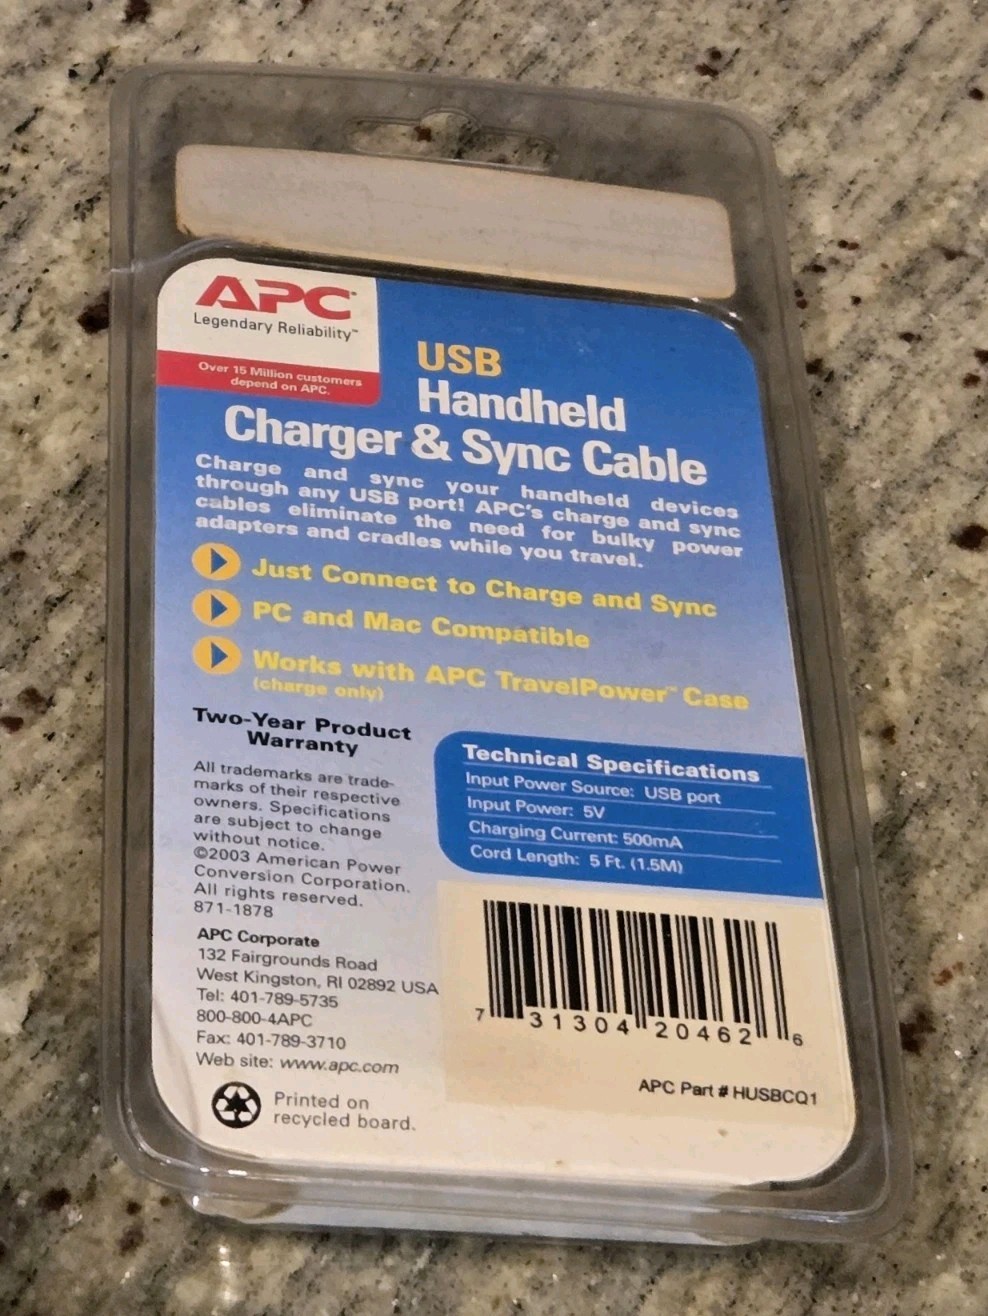 APC
Legendary Reliability™
Over 15 Million customers
depend on APC.
USB
Handheld
Charger & Sync Cable
Charge and sync your handheld devices
through any USB port! APC's charge and sync
cables eliminate the need for bulky power
adapters and cradles while you travel.
Just Connect to Charge and Sync
PC and Mac Compatible
Works with APC TravelPower™ Case
(charge only)
Two-Year Product
Warranty
All trademarks are trade-
marks of their respective
owners. Specifications
are subject to change
without notice.
©2003 American Power
Conversion Corporation.
All rights reserved.
871-1878
APC Corporate
132 Fairgrounds Road
West Kingston, RI 02892 USA
Tel: 401-789-5735
800-800-4APC
Fax: 401-789-3710
Web site: www.apc.com
Printed on
recycled board.
Technical Specifications
Input Power Source: USB port
Input Power: 5V
Charging Current: 500mA
Cord Length: 5 Ft. (1.5M)
7 31304 20462 6
APC Part # HUSBCQ1